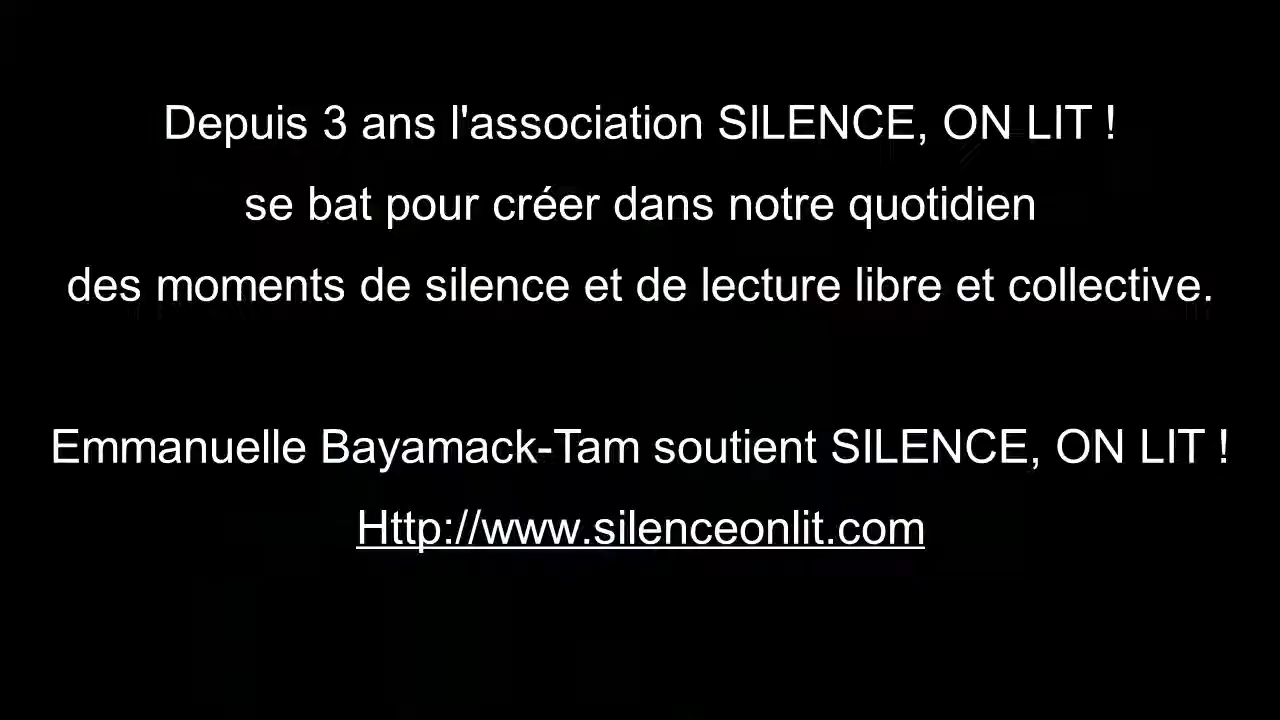 Depuis 3 ans l'association SILENCE, ON LIT !
se bat pour créer dans notre quotidien
des moments de silence et de lecture libre et collective.
Emmanuelle Bayamack-Tam soutient SILENCE, ON LIT !
Http://www.silenceonlit.com